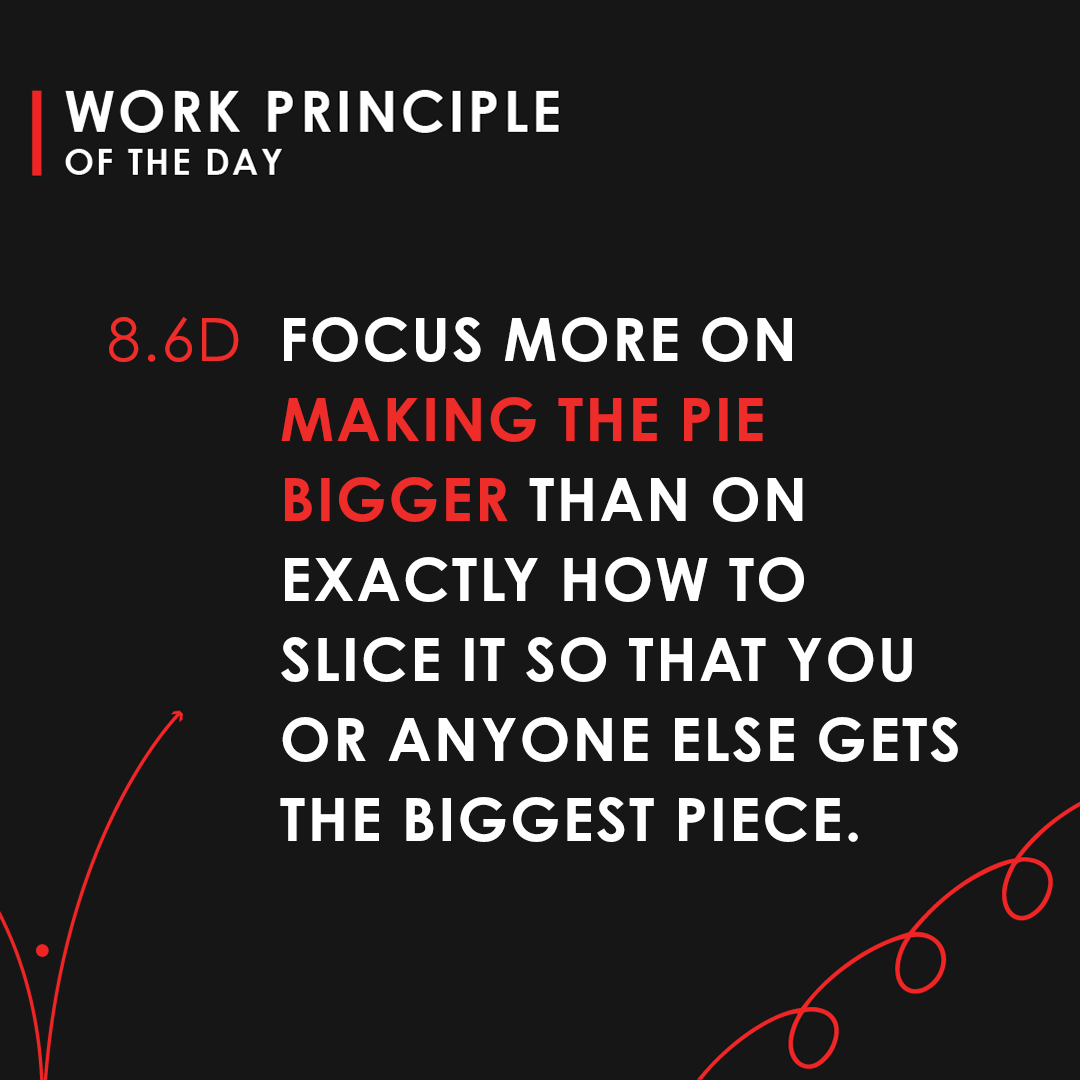 WORK PRINCIPLE
OF THE DAY
8.6D FOCUS MORE ON
MAKING THE PIE
BIGGER THAN ON
EXACTLY HOW TO
SLICE IT SO THAT YOU
OR ANYONE ELSE GETS
THE BIGGEST PIECE.